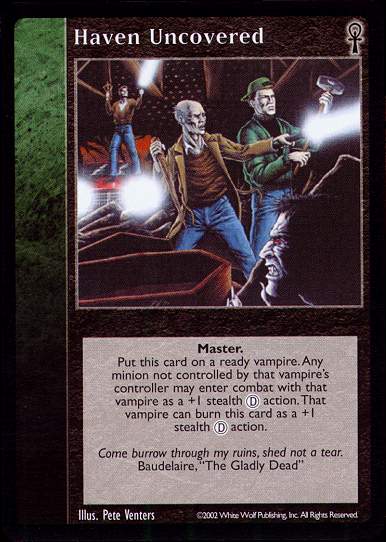 Haven Uncovered
Master.
Put this card on a ready vampire. Any
minion not controlled by that vampire's
controller may enter combat with that
vampire as a +1 stealth Ⓓ action. That
vampire can burn this card as a +1
stealth Ⓓ action.
Come burrow through my ruins, shed not a tear.
Baudelaire, "The Gladly Dead"
Illus. Pete Venters
©2002 White Wolf Publishing, Inc. All Rights Reserved.